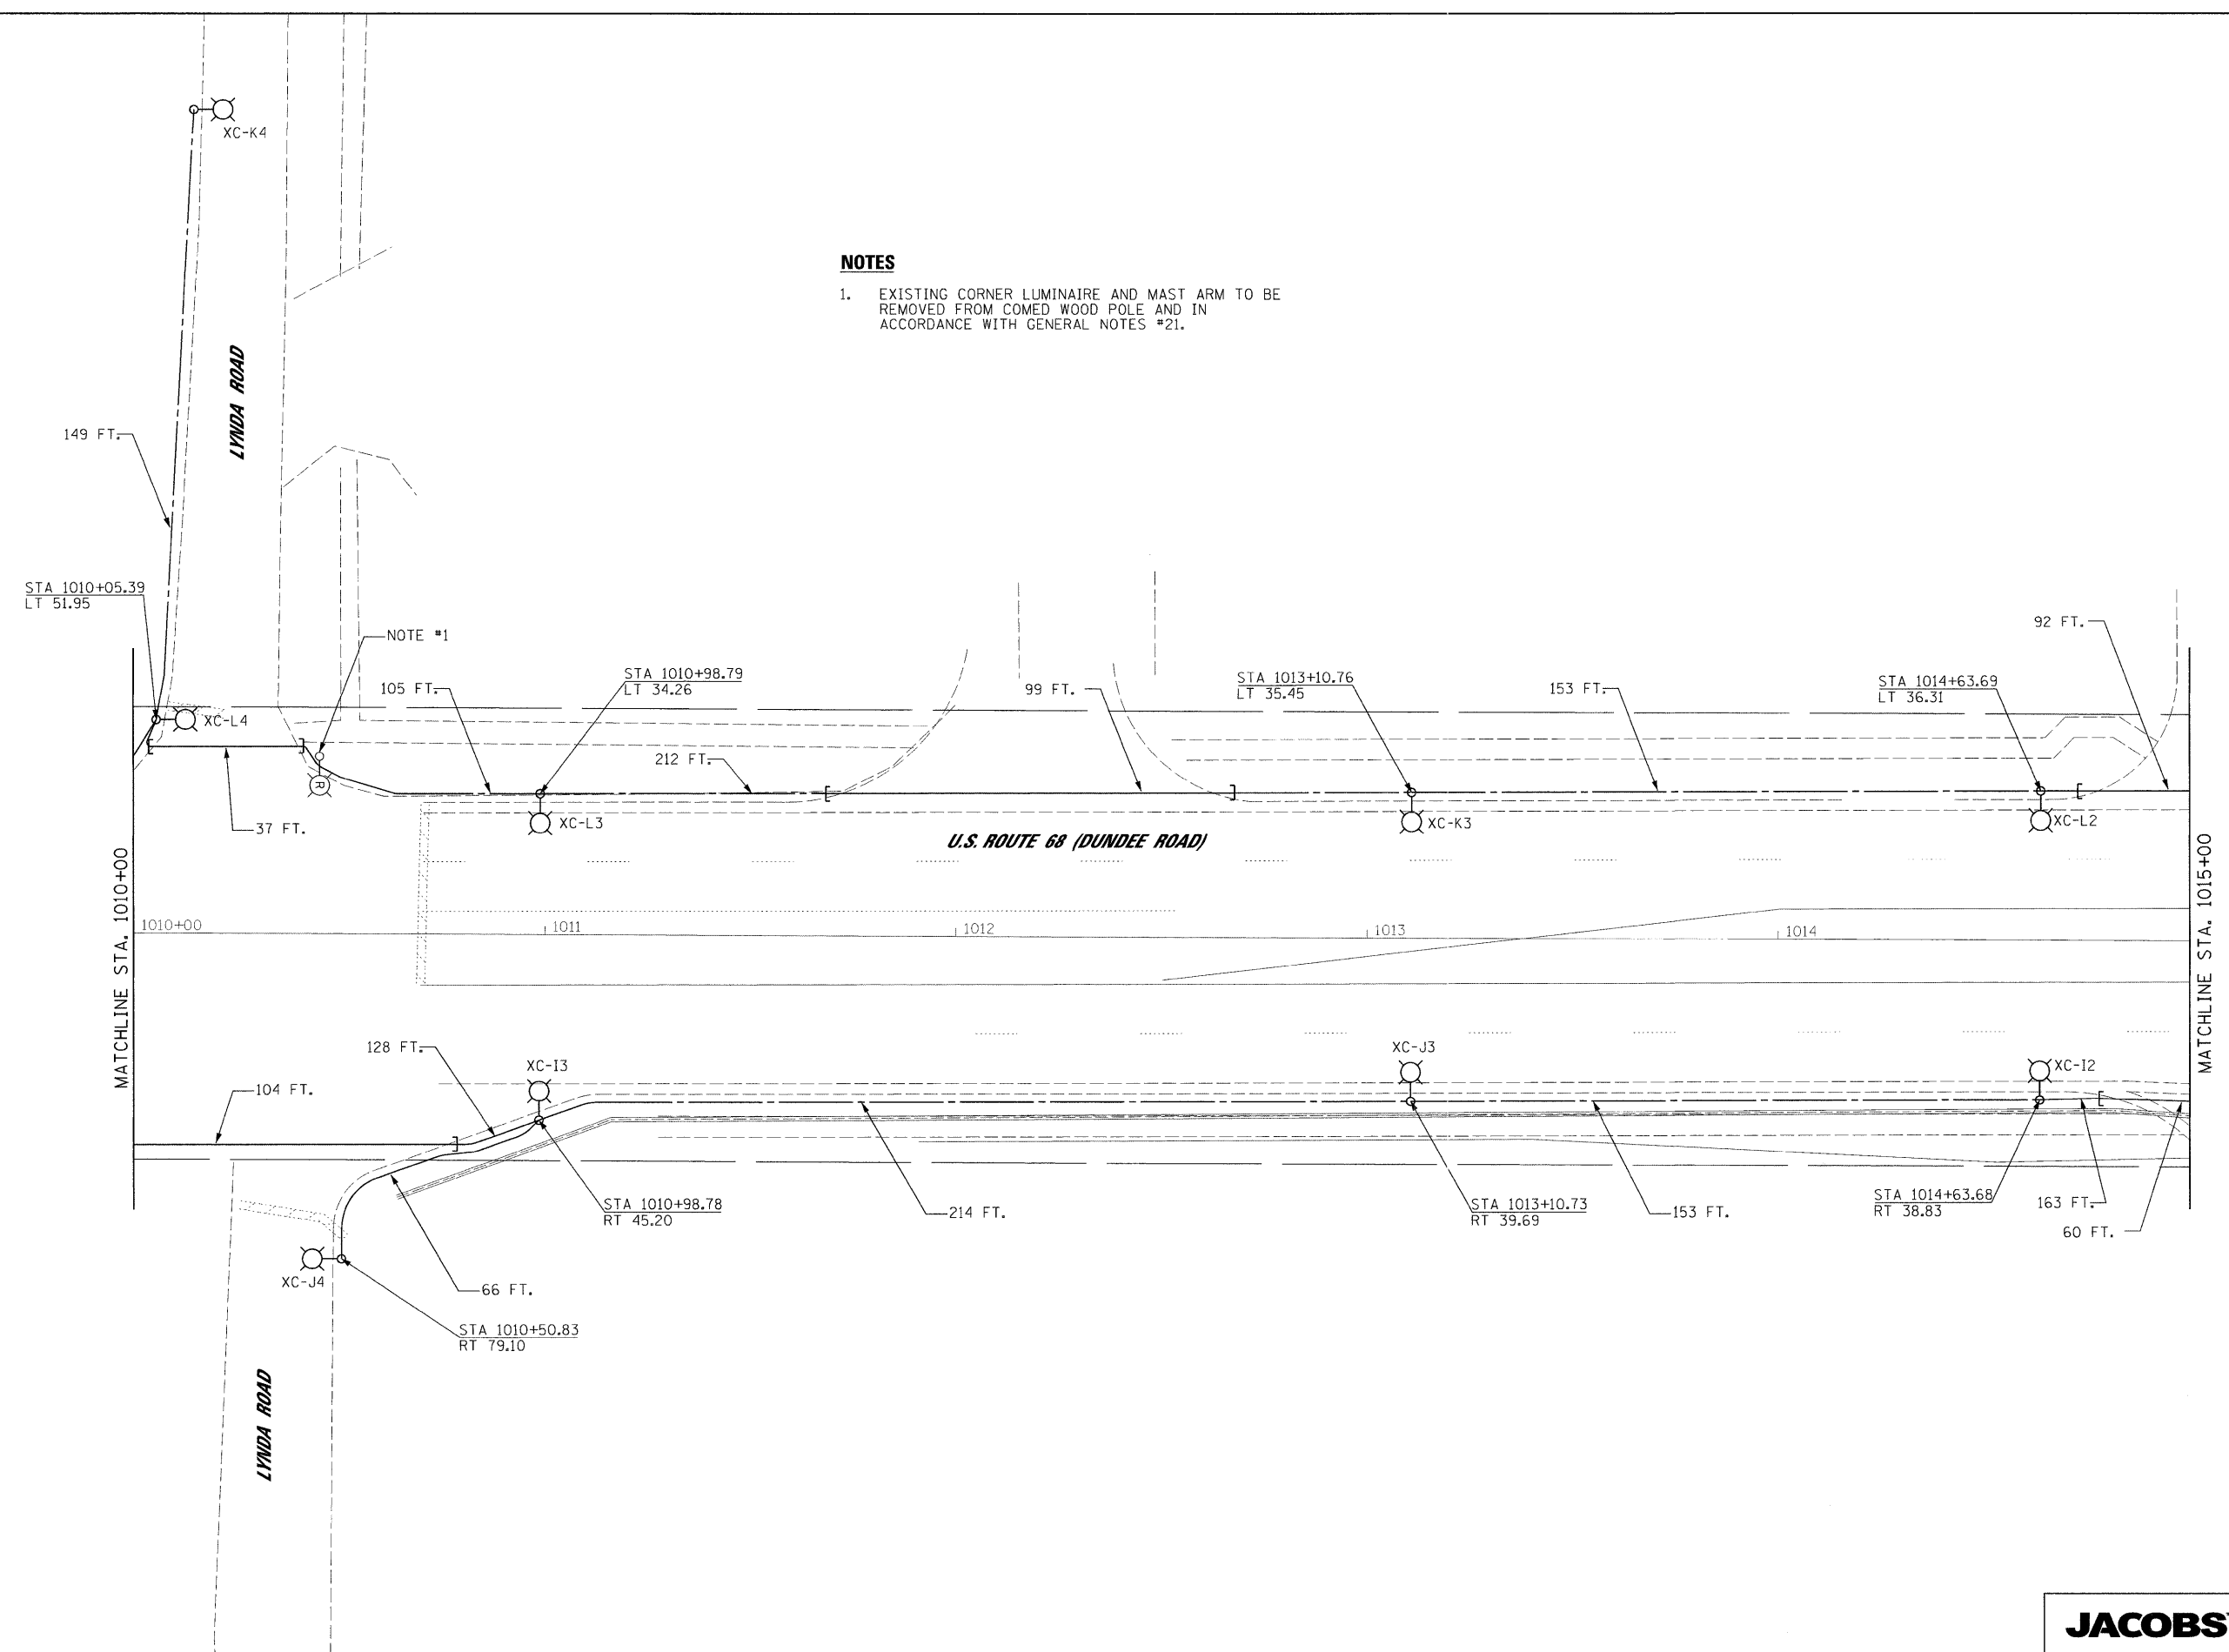 XC-K4
NOTES
1. EXISTING CORNER LUMINAIRE AND MAST ARM TO BE
REMOVED FROM COMED WOOD POLE AND IN
ACCORDANCE WITH GENERAL NOTES #21.
LYNDA ROAD
149 FT.
STA 1010+05.39
LT 51.95
NOTE #1
92 FT.
STA 1010+98.79
LT 34.26
105 FT.
99 FT.
STA 1013+10.76
LT 35.45
153 FT.
STA 1014+63.69
LT 36.31
XC-L4
212 FT.
R
37 FT.
XC-L3
XC-K3
XC-L2
U.S. ROUTE 68 (DUNDEE ROAD)
MATCHLINE STA. 1010+00
1010+00
1011
1012
1013
1014
MATCHLINE STA. 1015+00
128 FT.
XC-I3
XC-J3
XC-I2
104 FT.
STA 1010+98.78
RT 45.20
214 FT.
STA 1013+10.73
RT 39.69
153 FT.
STA 1014+63.68
RT 38.83
163 FT.
60 FT.
XC-J4
66 FT.
STA 1010+50.83
RT 79.10
LYNDA ROAD
JACOBS